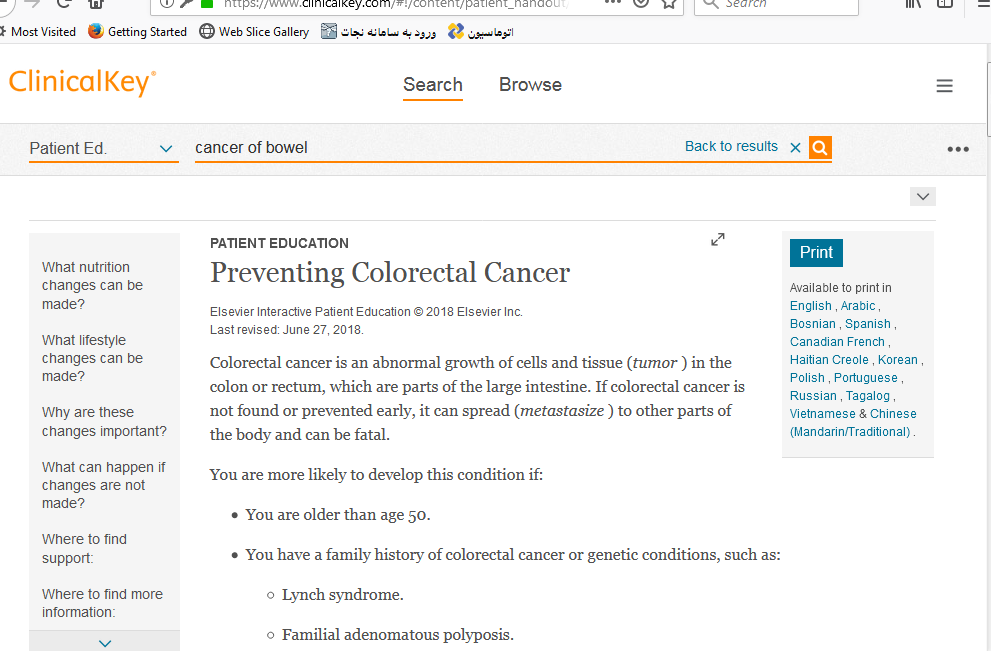 https://www.clinicalkey.com/#!/content/patient_handout/
Search
Most Visited
Getting Started
Web Slice Gallery
ورود به سامانه نجات
اتوماسیون
ClinicalKey®
Search
Browse
Patient Ed.
cancer of bowel
Back to results
What nutrition
changes can be
made?
What lifestyle
changes can be
made?
Why are these
changes important?
What can happen if
changes are not
made?
Where to find
support:
Where to find more
information:
PATIENT EDUCATION
Preventing Colorectal Cancer
Elsevier Interactive Patient Education © 2018 Elsevier Inc.
Last revised: June 27, 2018.
Colorectal cancer is an abnormal growth of cells and tissue (tumor ) in the
colon or rectum, which are parts of the large intestine. If colorectal cancer is
not found or prevented early, it can spread (metastasize ) to other parts of
the body and can be fatal.
You are more likely to develop this condition if:
• You are older than age 50.
• You have a family history of colorectal cancer or genetic conditions, such as:
○ Lynch syndrome.
○ Familial adenomatous polyposis.
Print
Available to print in
English , Arabic ,
Bosnian , Spanish ,
Canadian French ,
Haitian Creole , Korean ,
Polish , Portuguese ,
Russian , Tagalog ,
Vietnamese & Chinese
(Mandarin/Traditional) .